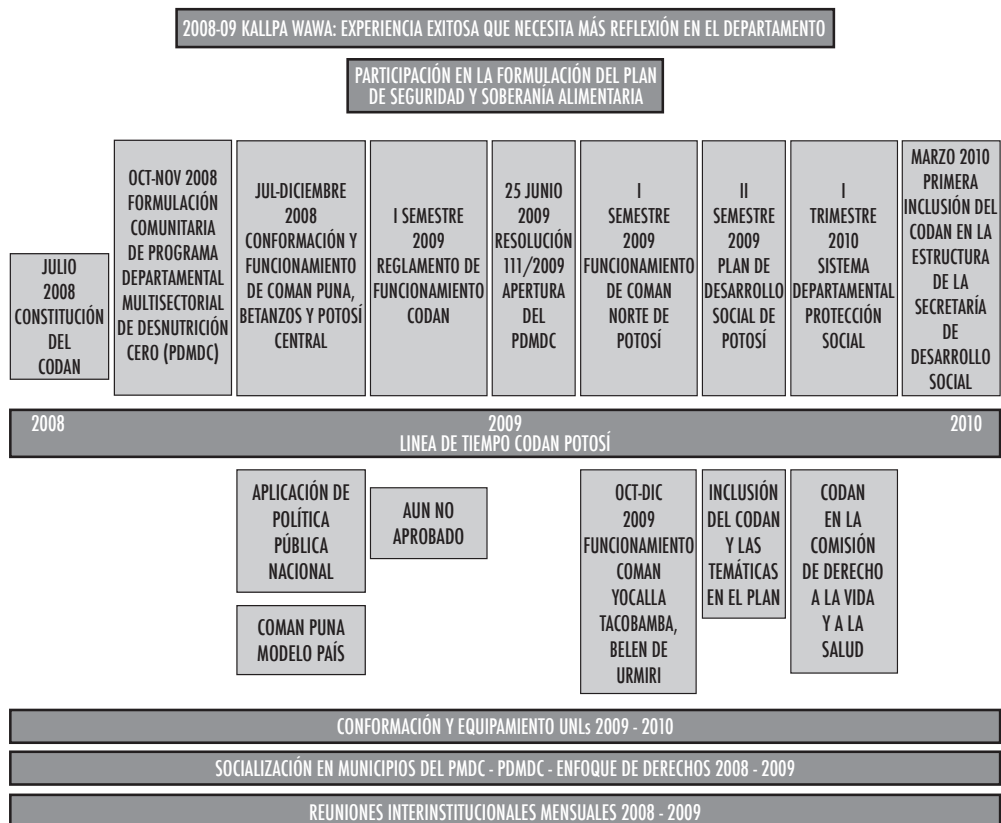 2008-09 KALLPA WAWA: EXPERIENCIA EXITOSA QUE NECESITA MÁS REFLEXIÓN EN EL DEPARTAMENTO
PARTICIPACIÓN EN LA FORMULACIÓN DEL PLAN
DE SEGURIDAD Y SOBERANÍA ALIMENTARIA
JULIO
2008
CONSTITUCIÓN
DEL
CODAN
OCT-NOV 2008
FORMULACIÓN
COMUNITARIA
DE PROGRAMA
DEPARTAMENTAL
MULTISECTORIAL
DE DESNUTRICIÓN
CERO (PDMDC)
JUL-DICIEMBRE
2008
CONFORMACIÓN Y
FUNCIONAMIENTO
DE COMAN PUNA,
BETANZOS Y POTOSÍ
CENTRAL
I SEMESTRE
2009
REGLAMENTO DE
FUNCIONAMIENTO
CODAN
25 JUNIO
2009
RESOLUCIÓN
111/2009
APERTURA
DEL
PDMDC
I
SEMESTRE
2009
FUNCIONAMIENTO
DE COMAN
NORTE DE
POTOSÍ
II
SEMESTRE
2009
PLAN DE
DESARROLLO
SOCIAL DE
POTOSÍ
I
TRIMESTRE
2010
SISTEMA
DEPARTAMENTAL
PROTECCIÓN
SOCIAL
MARZO 2010
PRIMERA
INCLUSIÓN DEL
CODAN EN LA
ESTRUCTURA
DE LA
SECRETARÍA
DE
DESARROLLO
SOCIAL
2008 2009 2010
LINEA DE TIEMPO CODAN POTOSÍ
APLICACIÓN DE
POLÍTICA
PÚBLICA
NACIONAL
COMAN PUNA
MODELO PAÍS
AUN NO
APROBADO
OCT-DIC
2009
FUNCIONAMIENTO
COMAN
YOCALLA
TACOBAMBA,
BELEN DE
URMIRI
INCLUSIÓN
DEL CODAN
Y LAS
TEMÁTICAS
EN EL PLAN
CODAN
EN LA
COMISIÓN
DE DERECHO
A LA VIDA
Y A LA
SALUD
CONFORMACIÓN Y EQUIPAMIENTO UNLs 2009 - 2010
SOCIALIZACIÓN EN MUNICIPIOS DEL PMDC - PDMDC - ENFOQUE DE DERECHOS 2008 - 2009
REUNIONES INTERINSTITUCIONALES MENSUALES 2008 - 2009